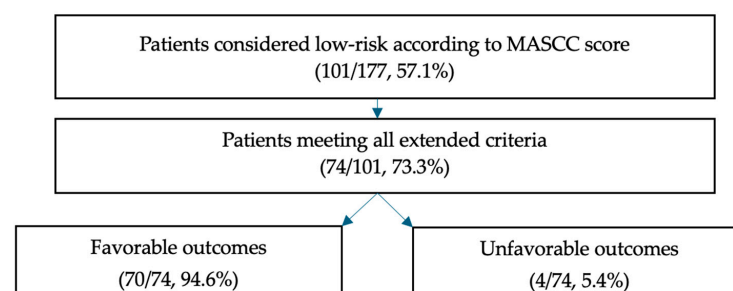 Patients considered low-risk according to MASCC score
(101/177, 57.1%)
Patients meeting all extended criteria
(74/101, 73.3%)
Favorable outcomes
(70/74, 94.6%)
Unfavorable outcomes
(4/74, 5.4%)